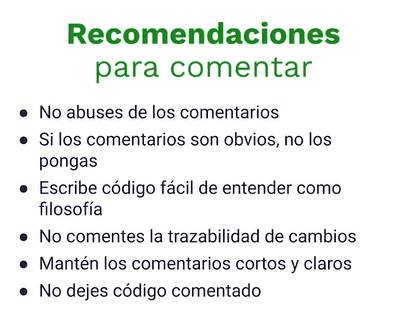 Recomendaciones
para comentar
● No abuses de los comentarios
● Si los comentarios son obvios, no los
pongas
● Escribe código fácil de entender como
filosofía
● No comentes la trazabilidad de cambios
● Mantén los comentarios cortos y claros
● No dejes código comentado